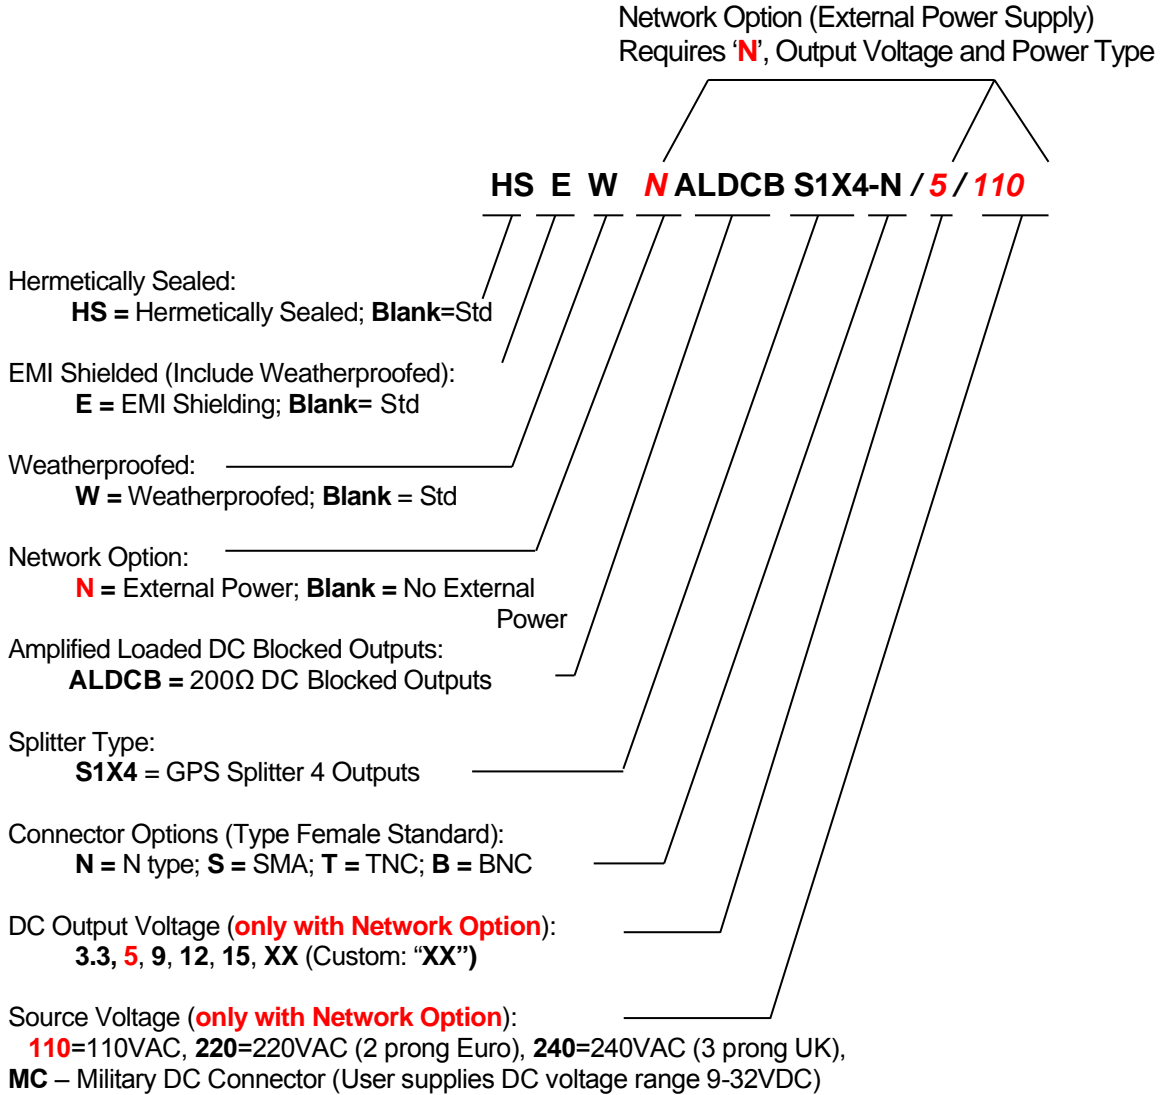 Network Option (External Power Supply)
Requires ‘N’, Output Voltage and Power Type
HS E W N ALDCB S1X4-N / 5 / 110
Hermetically Sealed:
HS = Hermetically Sealed; Blank=Std
EMI Shielded (Include Weatherproofed):
E = EMI Shielding; Blank= Std
Weatherproofed:
W = Weatherproofed; Blank = Std
Network Option:
N = External Power; Blank = No External
Power
Amplified Loaded DC Blocked Outputs:
ALDCB = 200Ω DC Blocked Outputs
Splitter Type:
S1X4 = GPS Splitter 4 Outputs
Connector Options (Type Female Standard):
N = N type; S = SMA; T = TNC; B = BNC
DC Output Voltage (only with Network Option):
3.3, 5, 9, 12, 15, XX (Custom: “XX”)
Source Voltage (only with Network Option):
110=110VAC, 220=220VAC (2 prong Euro), 240=240VAC (3 prong UK),
MC – Military DC Connector (User supplies DC voltage range 9-32VDC)